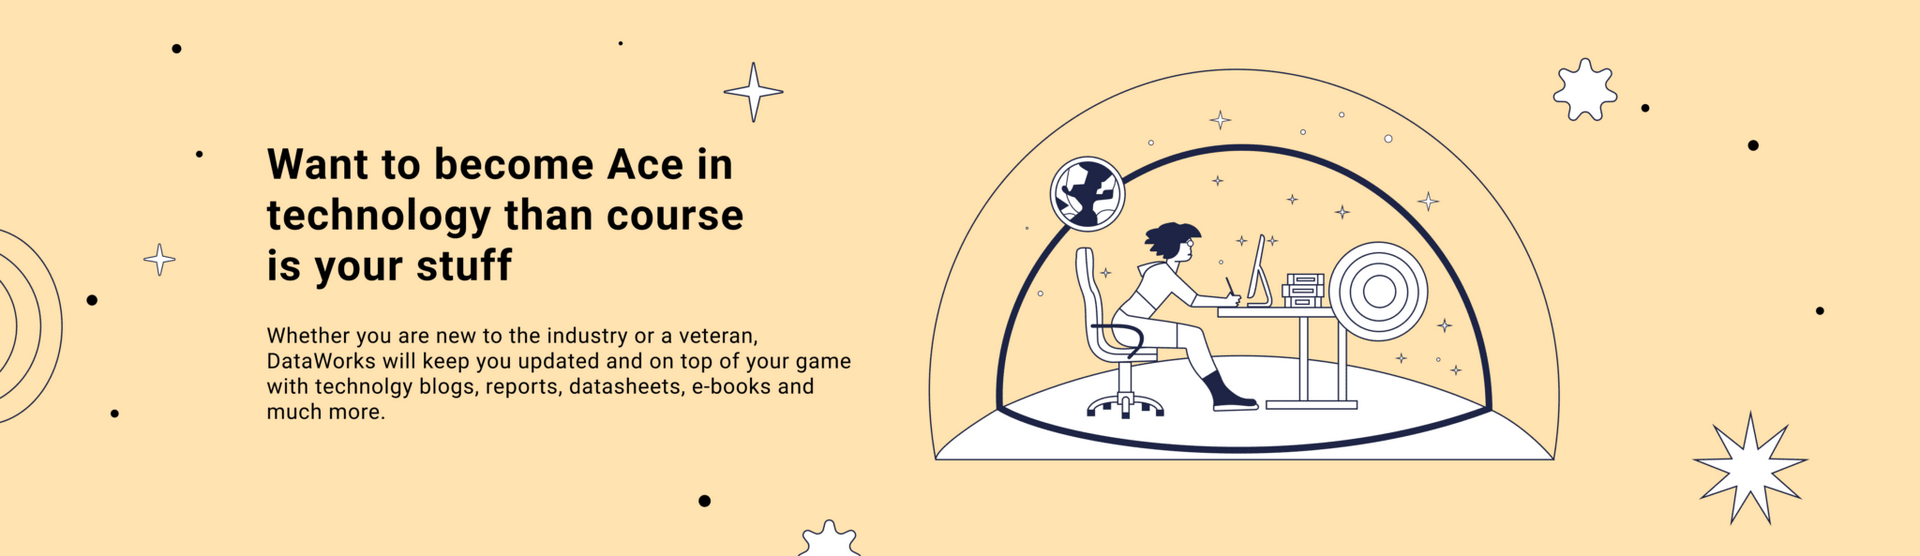 Want to become Ace in
technology than course
is your stuff
Whether you are new to the industry or a veteran,
DataWorks will keep you updated and on top of your game
with technolgy blogs, reports, datasheets, e-books and
much more.